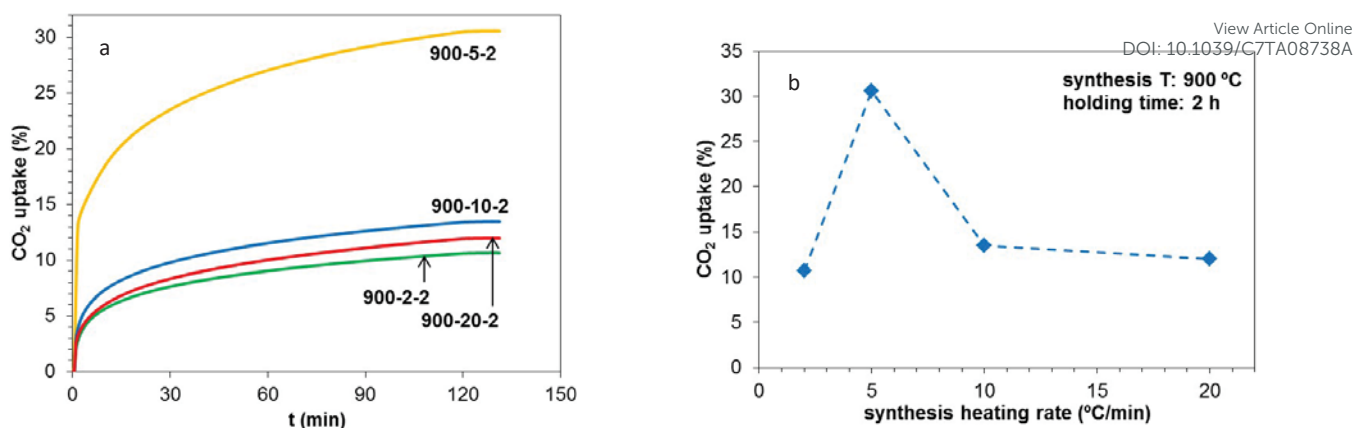 View Article Online
DOI: 10.1039/C7TA08738A
a
CO₂ uptake (%)
30
25
20
15
10
5
0
900-5-2
900-10-2
900-2-2
900-20-2
0 30 60 90 120 150
t (min)
b
synthesis T: 900 ºC
holding time: 2 h
CO₂ uptake (%)
35
30
25
20
15
10
5
0
0 5 10 15 20
synthesis heating rate (ºC/min)